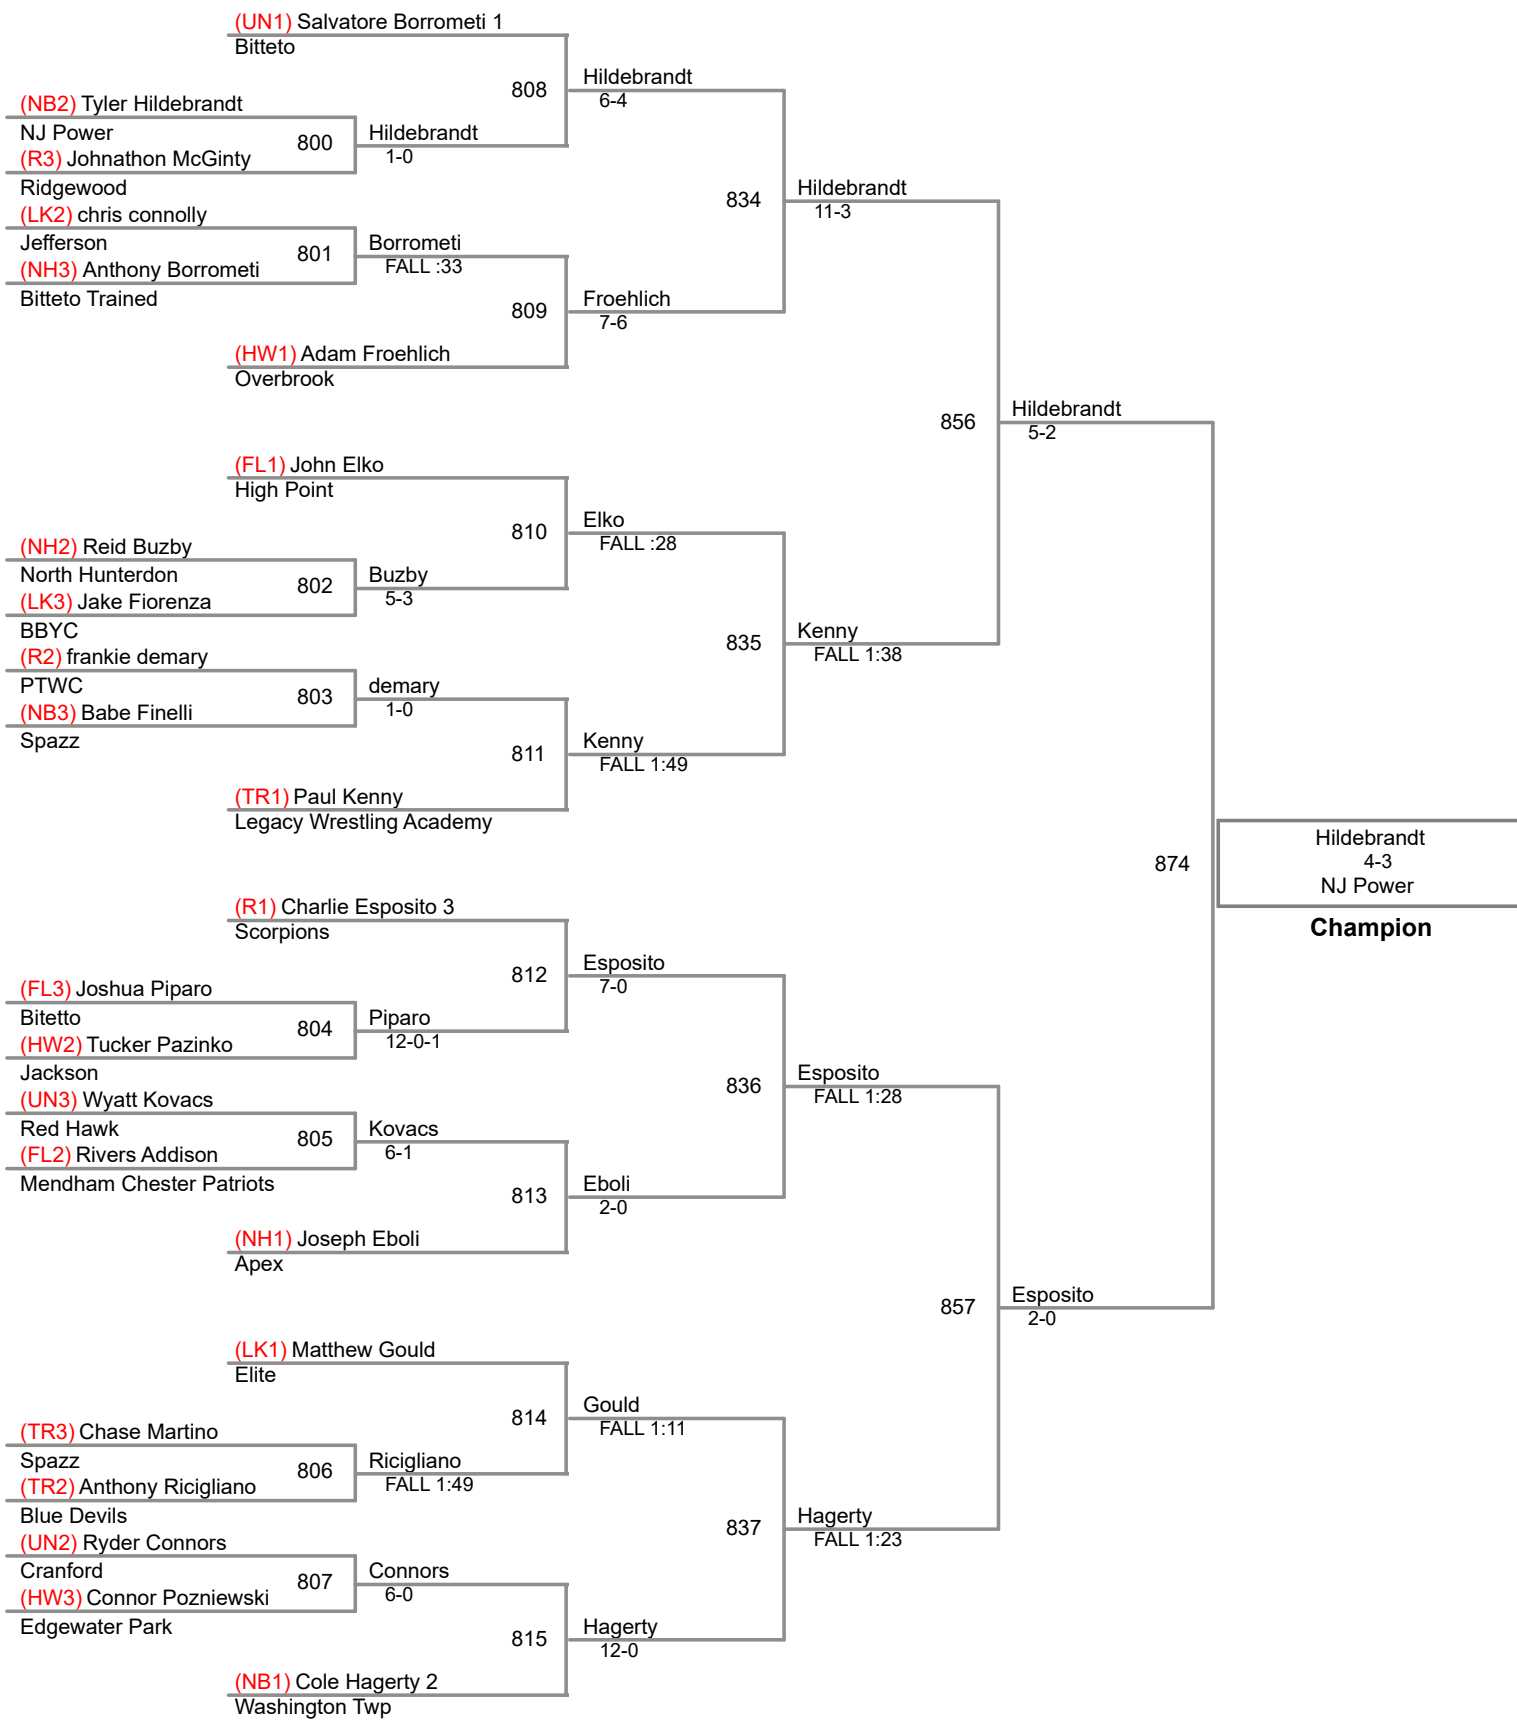 (UN1) Salvatore Borrometi 1
Bitteto
808
Hildebrandt
6-4
(NB2) Tyler Hildebrandt
NJ Power
800
Hildebrandt
1-0
(R3) Johnathon McGinty
Ridgewood
834
Hildebrandt
11-3
(LK2) chris connolly
Jefferson
801
Borrometi
FALL :33
(NH3) Anthony Borrometi
Bitteto Trained
809
Froehlich
7-6
(HW1) Adam Froehlich
Overbrook
856
Hildebrandt
5-2
(FL1) John Elko
High Point
810
Elko
FALL :28
(NH2) Reid Buzby
North Hunterdon
802
Buzby
5-3
(LK3) Jake Fiorenza
BBYC
835
Kenny
FALL 1:38
(R2) frankie demary
PTWC
803
demary
1-0
(NB3) Babe Finelli
Spazz
811
Kenny
FALL 1:49
(TR1) Paul Kenny
Legacy Wrestling Academy
874
Hildebrandt
4-3
NJ Power
Champion
(R1) Charlie Esposito 3
Scorpions
812
Esposito
7-0
(FL3) Joshua Piparo
Bitetto
804
Piparo
12-0-1
(HW2) Tucker Pazinko
Jackson
836
Esposito
FALL 1:28
(UN3) Wyatt Kovacs
Red Hawk
805
Kovacs
6-1
(FL2) Rivers Addison
Mendham Chester Patriots
813
Eboli
2-0
(NH1) Joseph Eboli
Apex
857
Esposito
2-0
(LK1) Matthew Gould
Elite
814
Gould
FALL 1:11
(TR3) Chase Martino
Spazz
806
Ricigliano
FALL 1:49
(TR2) Anthony Ricigliano
Blue Devils
837
Hagerty
FALL 1:23
(UN2) Ryder Connors
Cranford
807
Connors
6-0
(HW3) Connor Pozniewski
Edgewater Park
815
Hagerty
12-0
(NB1) Cole Hagerty 2
Washington Twp